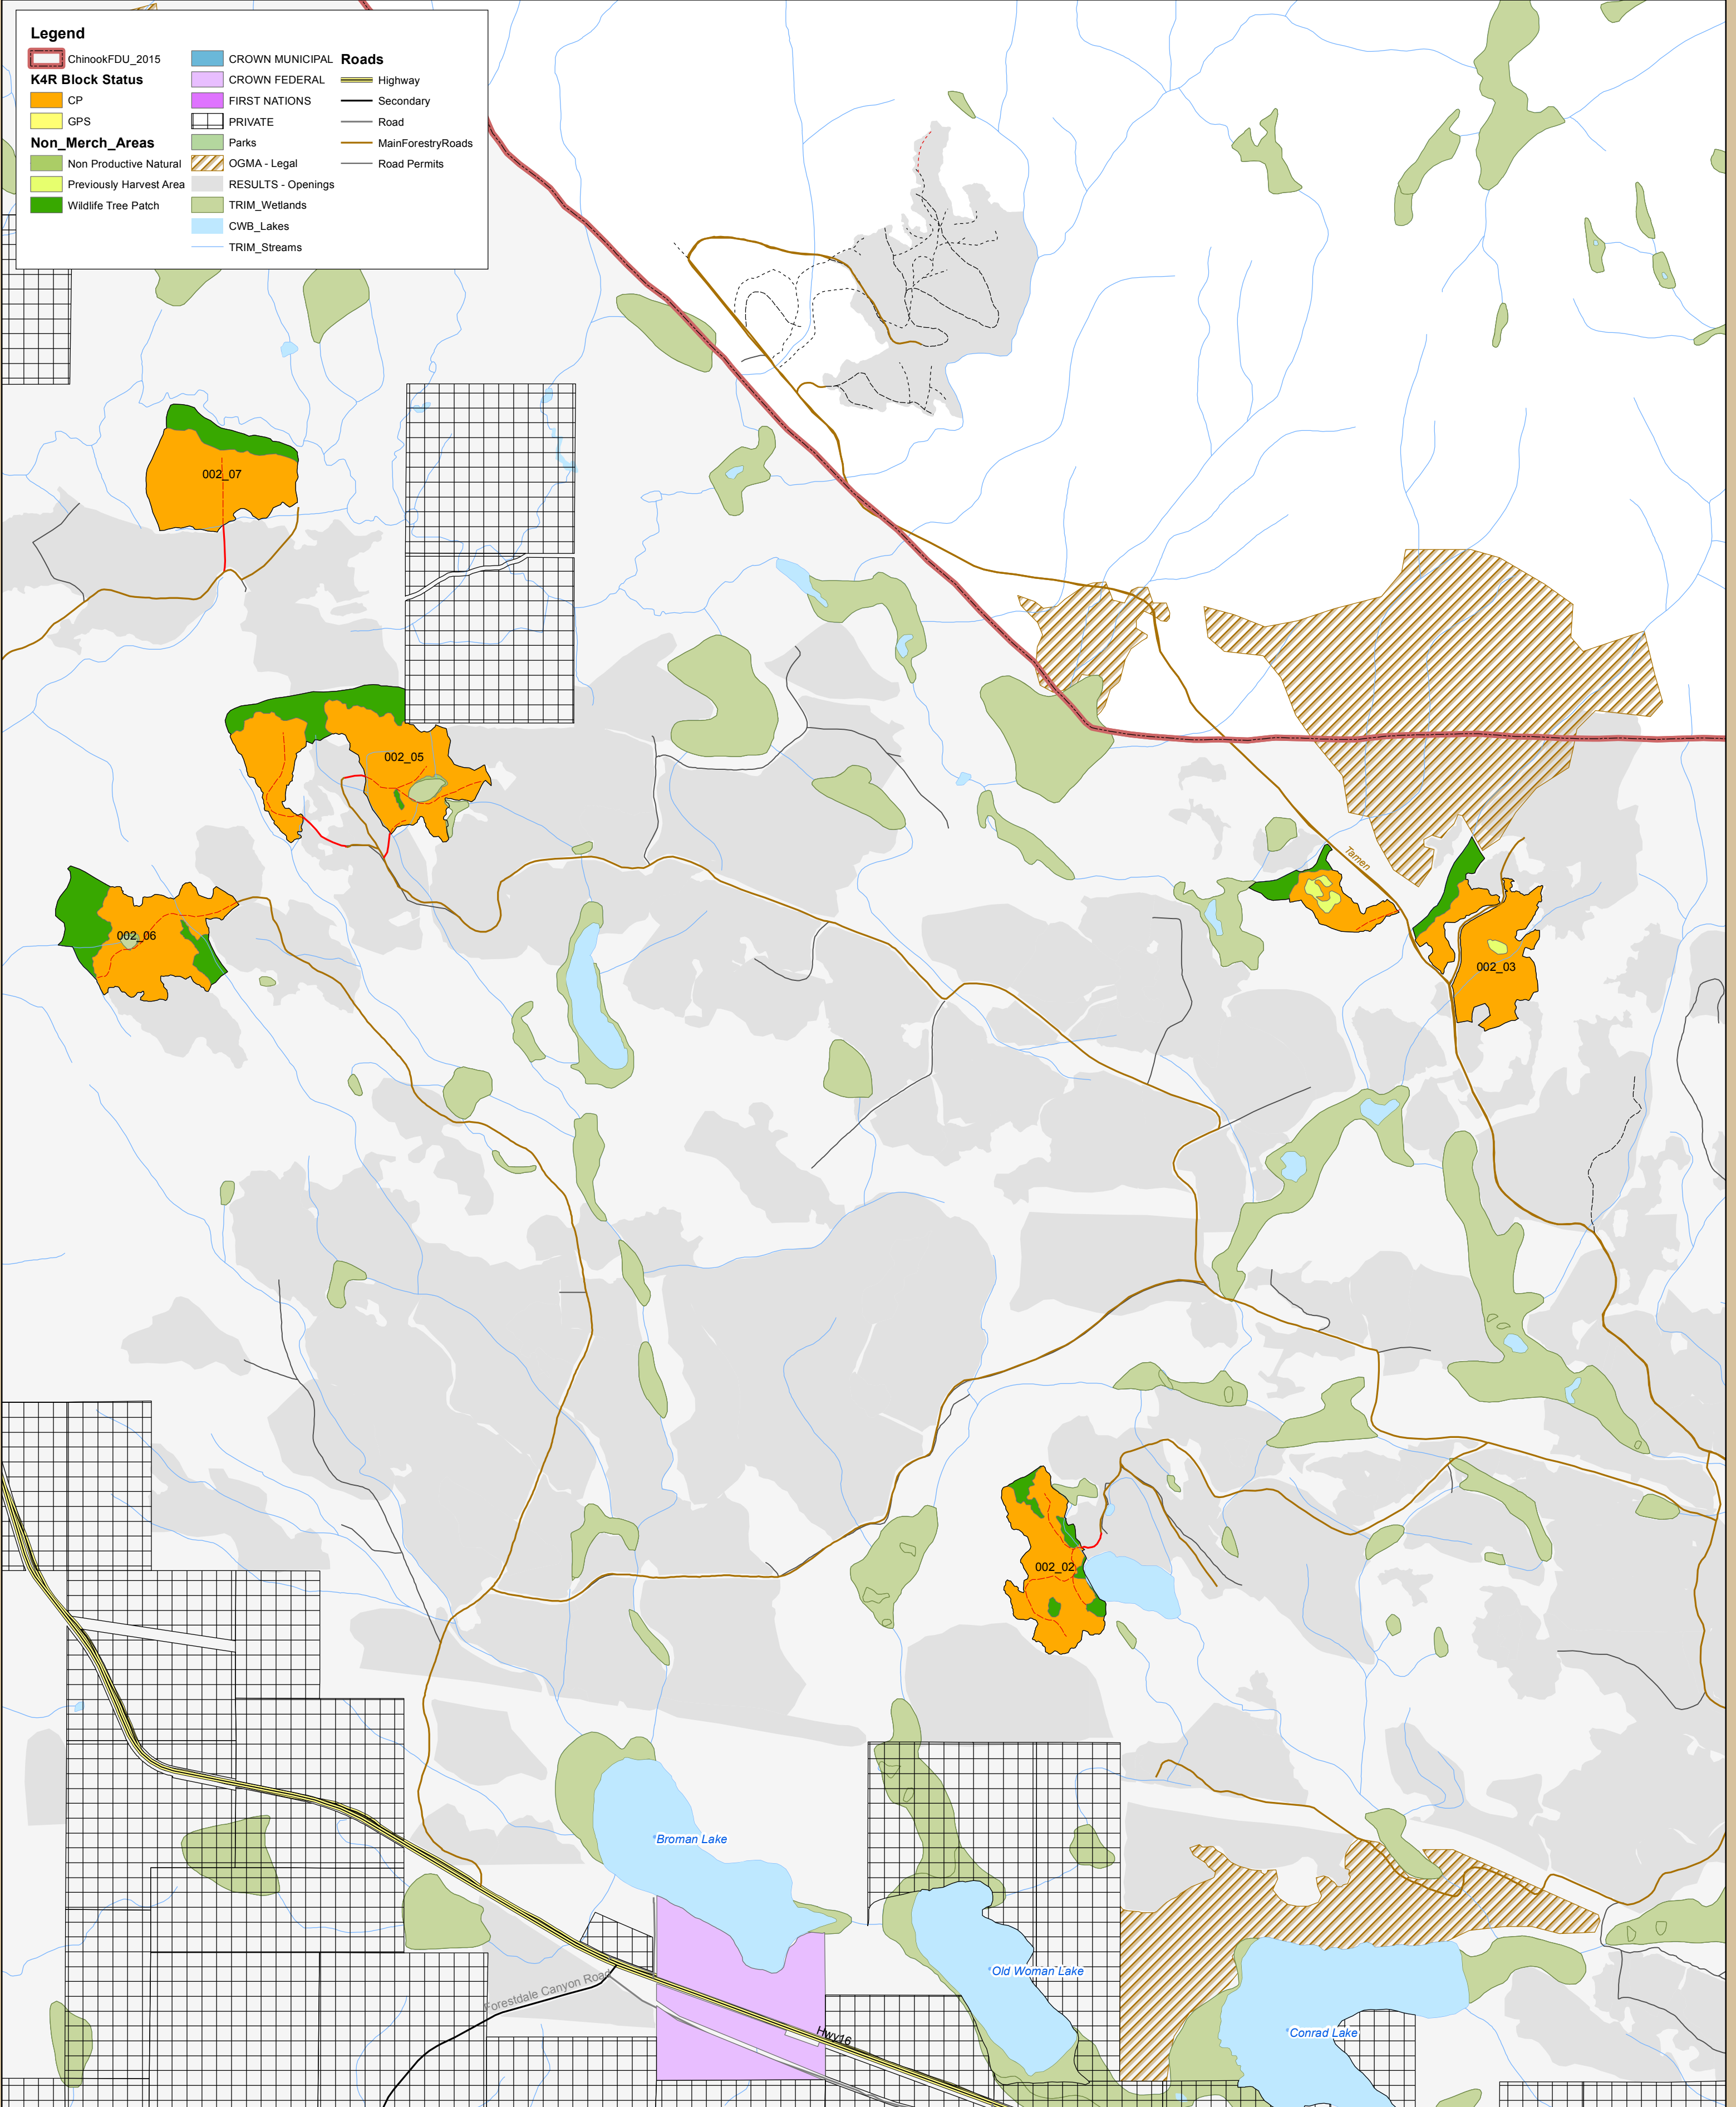 Legend
ChinookFDU_2015
K4R Block Status
CP
GPS
Non_Merch_Areas
Non Productive Natural
Previously Harvest Area
Wildlife Tree Patch
CROWN MUNICIPAL
CROWN FEDERAL
FIRST NATIONS
PRIVATE
Parks
OGMA - Legal
RESULTS - Openings
TRIM_Wetlands
CWB_Lakes
TRIM_Streams
Roads
Highway
Secondary
Road
MainForestryRoads
Road Permits
002_07
002_05
Tamen
002_06
002_03
002_02
Broman Lake
Old Woman Lake
Forestdale Canyon Road
Hwy16
Conrad Lake